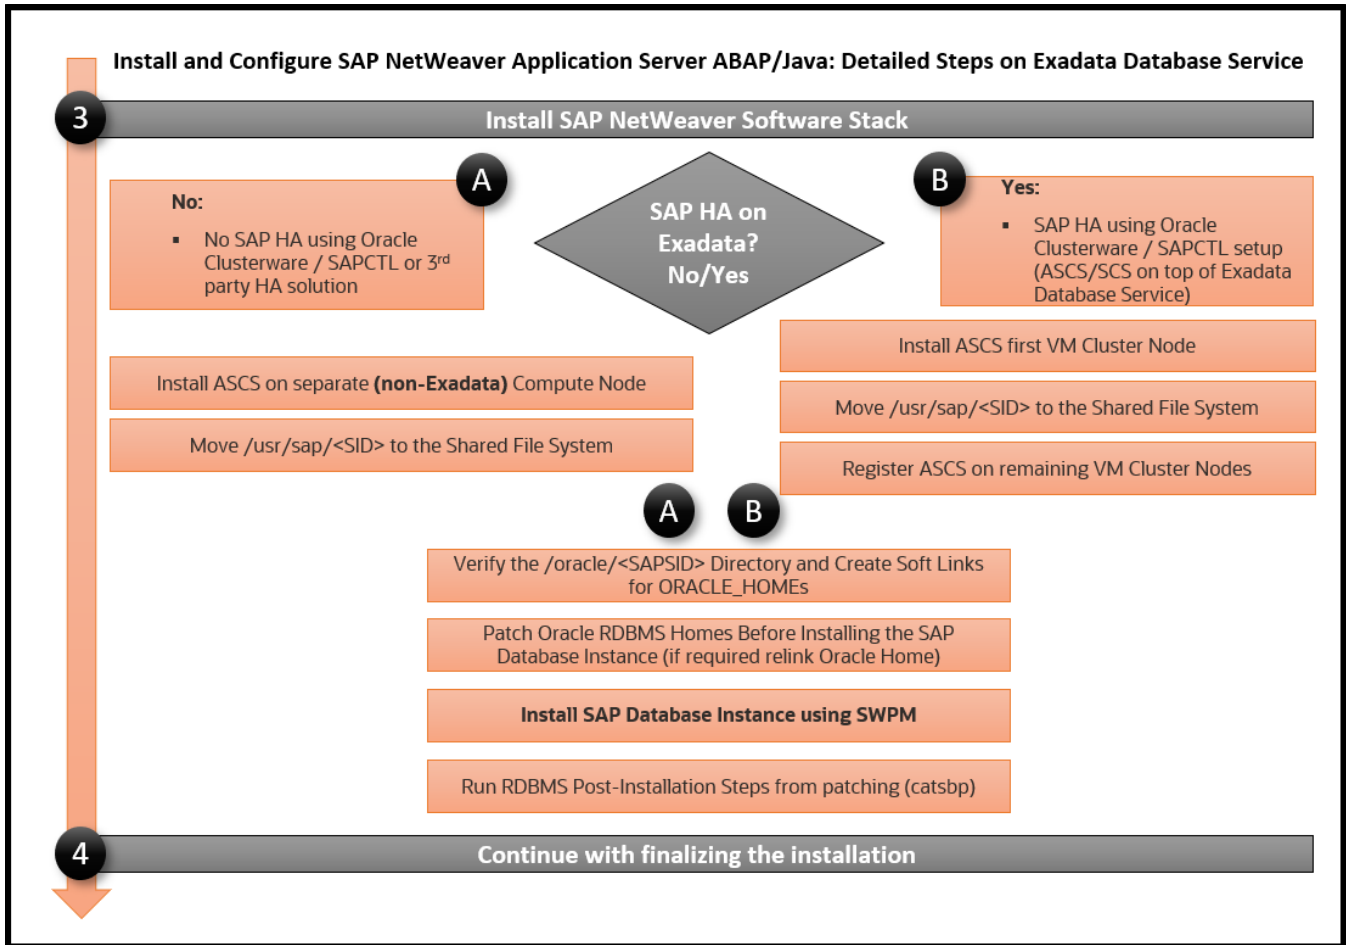 Install and Configure SAP NetWeaver Application Server ABAP/Java: Detailed Steps on Exadata Database Service
3
Install SAP NetWeaver Software Stack
A
No:
▪ No SAP HA using Oracle
Clusterware / SAPCTL or 3rd
party HA solution
SAP HA on
Exadata?
No/Yes
B
Yes:
▪ SAP HA using Oracle
Clusterware / SAPCTL setup
(ASCS/SCS on top of Exadata
Database Service)
Install ASCS on separate (non-Exadata) Compute Node
Move /usr/sap/<SID> to the Shared File System
Install ASCS first VM Cluster Node
Move /usr/sap/<SID> to the Shared File System
Register ASCS on remaining VM Cluster Nodes
A
B
Verify the /oracle/<SAPSID> Directory and Create Soft Links
for ORACLE_HOMEs
Patch Oracle RDBMS Homes Before Installing the SAP
Database Instance (if required relink Oracle Home)
Install SAP Database Instance using SWPM
Run RDBMS Post-Installation Steps from patching (catsbp)
4
Continue with finalizing the installation